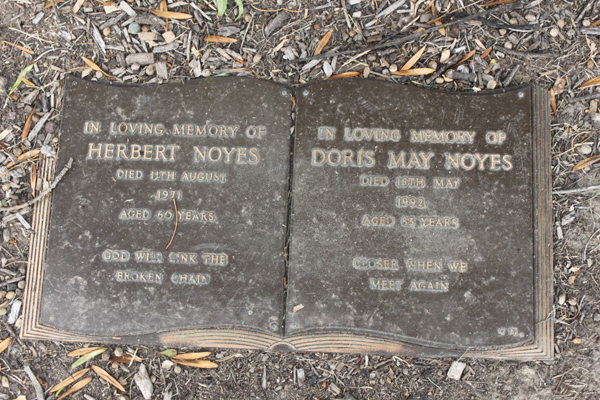 IN LOVING MEMORY OF
HERBERT NOYES
DIED 11TH AUGUST
1971
AGED 60 YEARS
GOD WILL LINK THE
BROKEN CHAIN
IN LOVING MEMORY OF
DORIS MAY NOYES
DIED 18TH MAY
1992
AGED 85 YEARS
CLOSER WHEN WE
MEET AGAIN